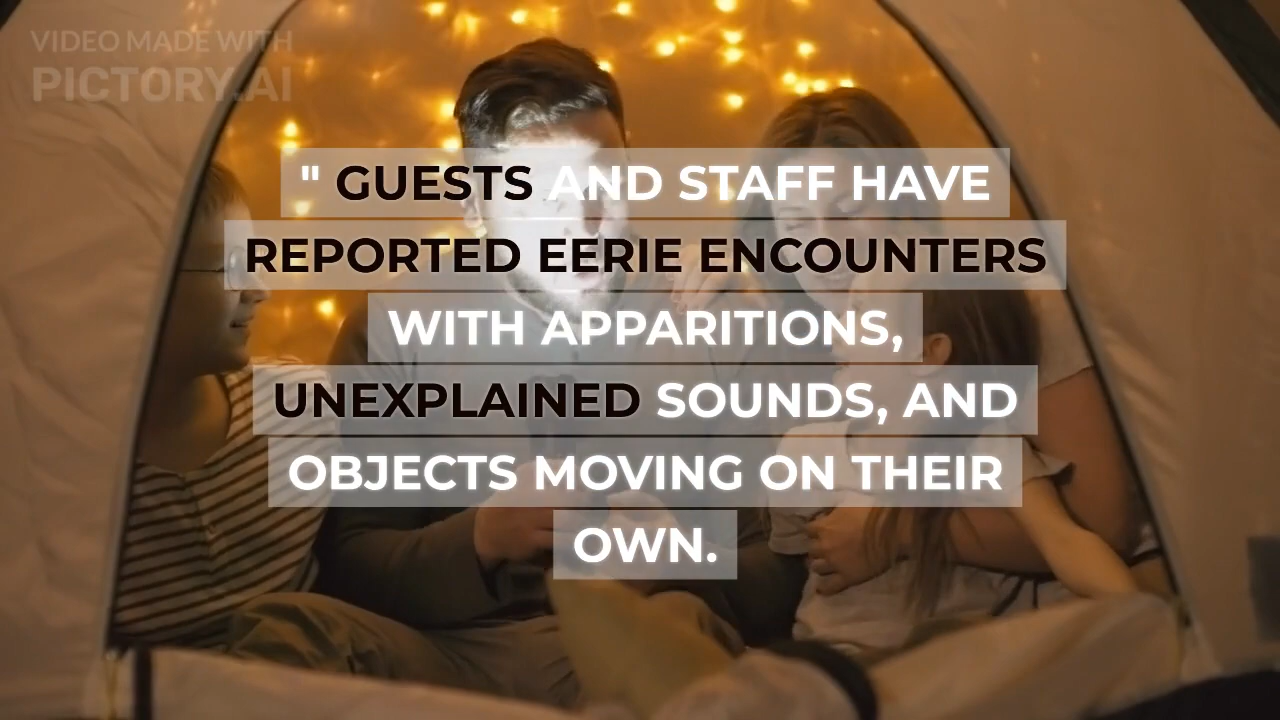 VIDEO MADE WITH
PICTORY.AI
" GUESTS AND STAFF HAVE
REPORTED EERIE ENCOUNTERS
WITH APPARITIONS,
UNEXPLAINED SOUNDS, AND
OBJECTS MOVING ON THEIR
OWN.